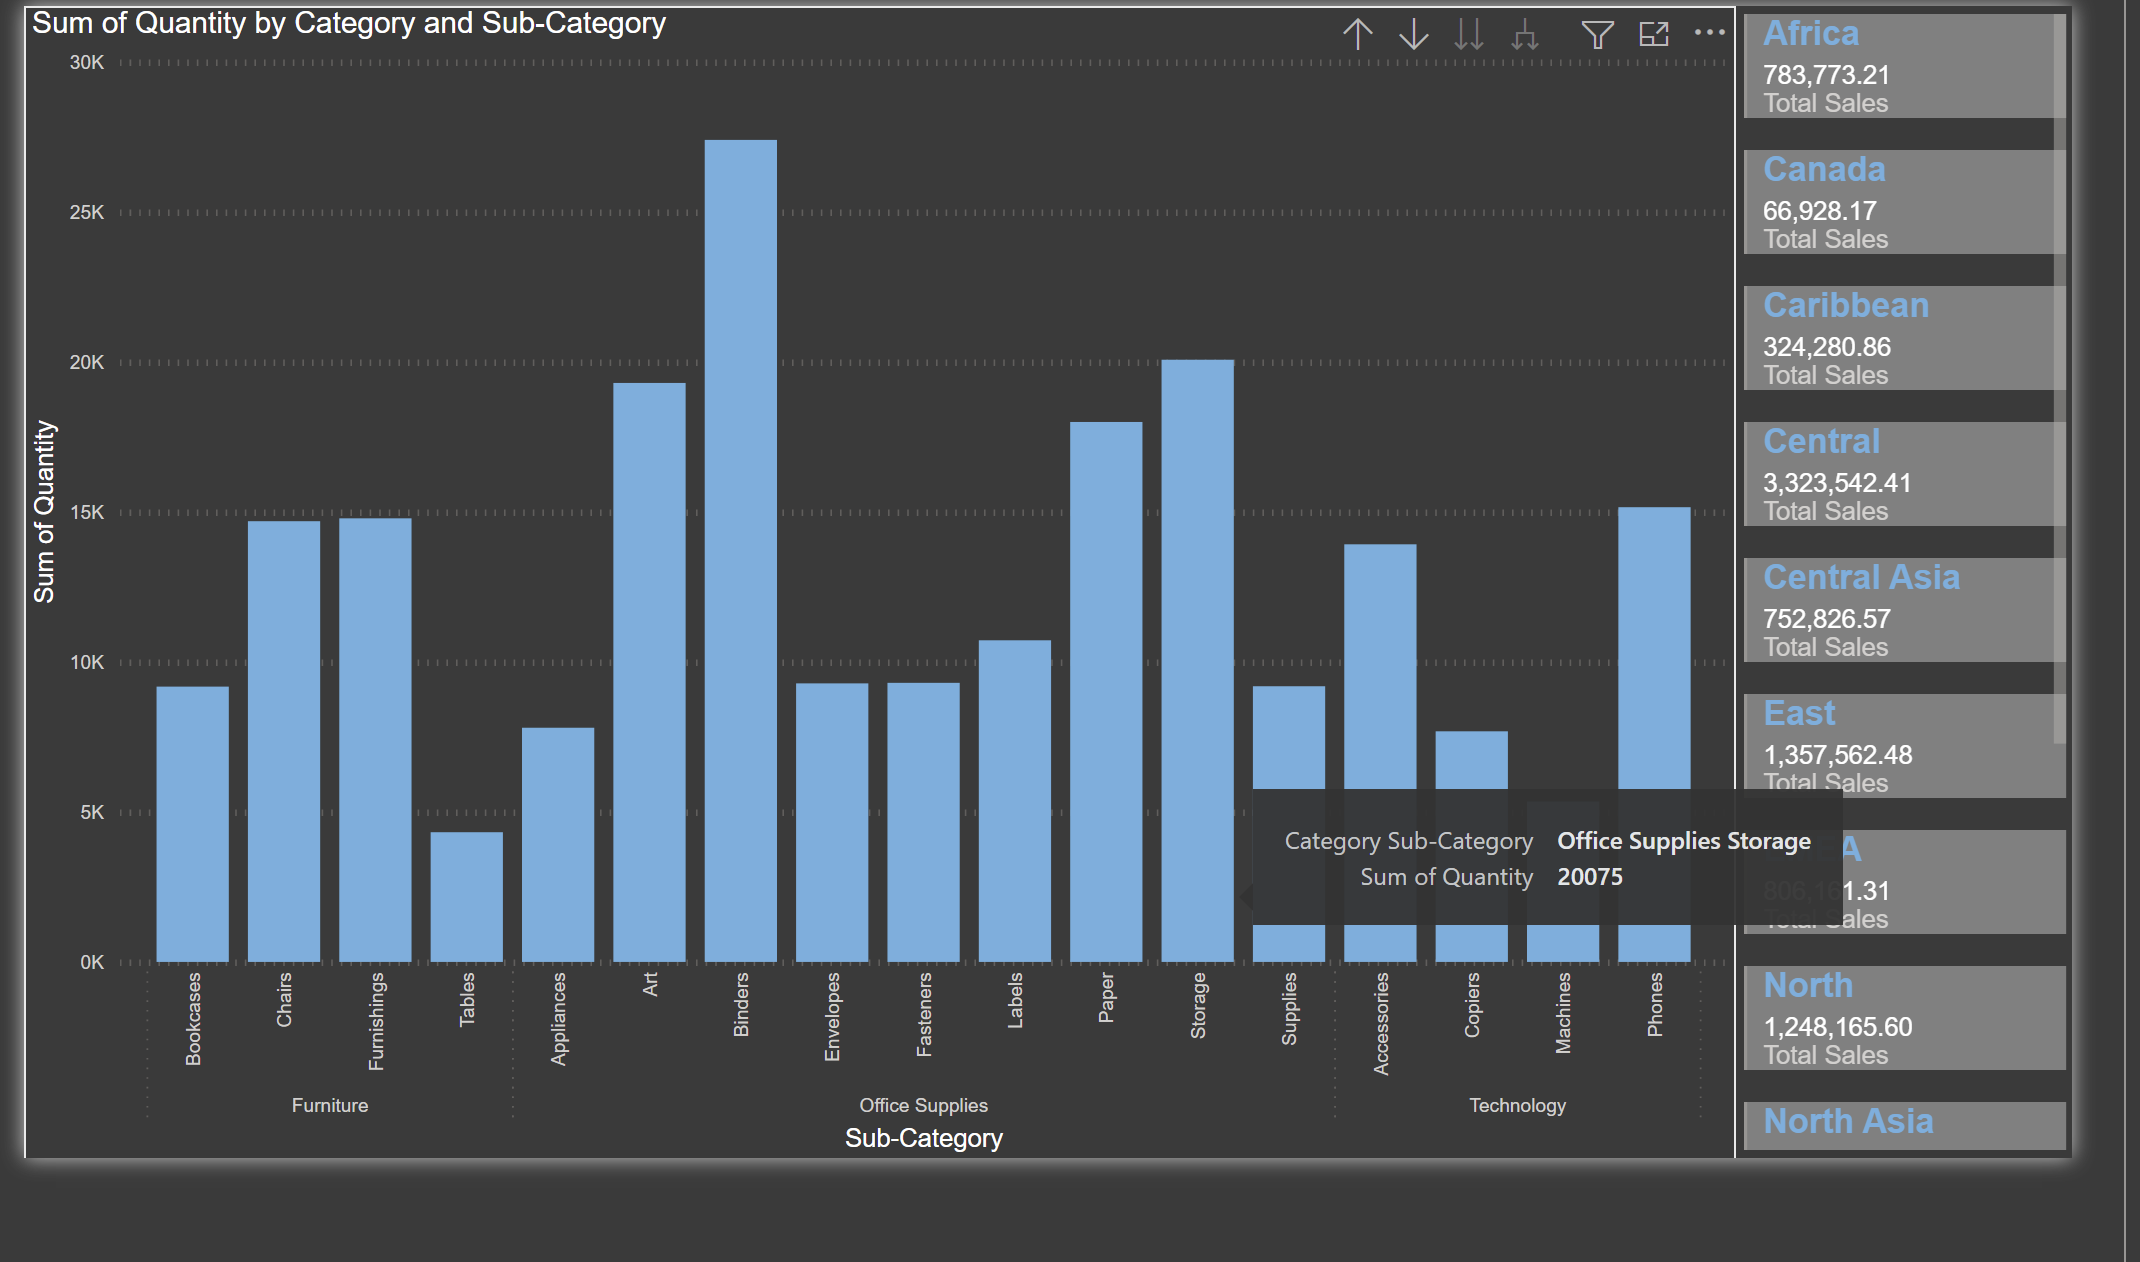 Sum of Quantity by Category and Sub-Category
30K
25K
20K
15K
10K
5K
0K
Sum of Quantity
Bookcases
Chairs
Furnishings
Tables
Appliances
Art
Binders
Envelopes
Fasteners
Labels
Paper
Storage
Supplies
Accessories
Copiers
Machines
Phones
Furniture
Office Supplies
Technology
Sub-Category
Category Sub-Category Office Supplies Storage
Sum of Quantity 20075
Africa
783,773.21
Total Sales
Canada
66,928.17
Total Sales
Caribbean
324,280.86
Total Sales
Central
3,323,542.41
Total Sales
Central Asia
752,826.57
Total Sales
East
1,357,562.48
Total Sales
806,161.31
Total Sales
North
1,248,165.60
Total Sales
North Asia